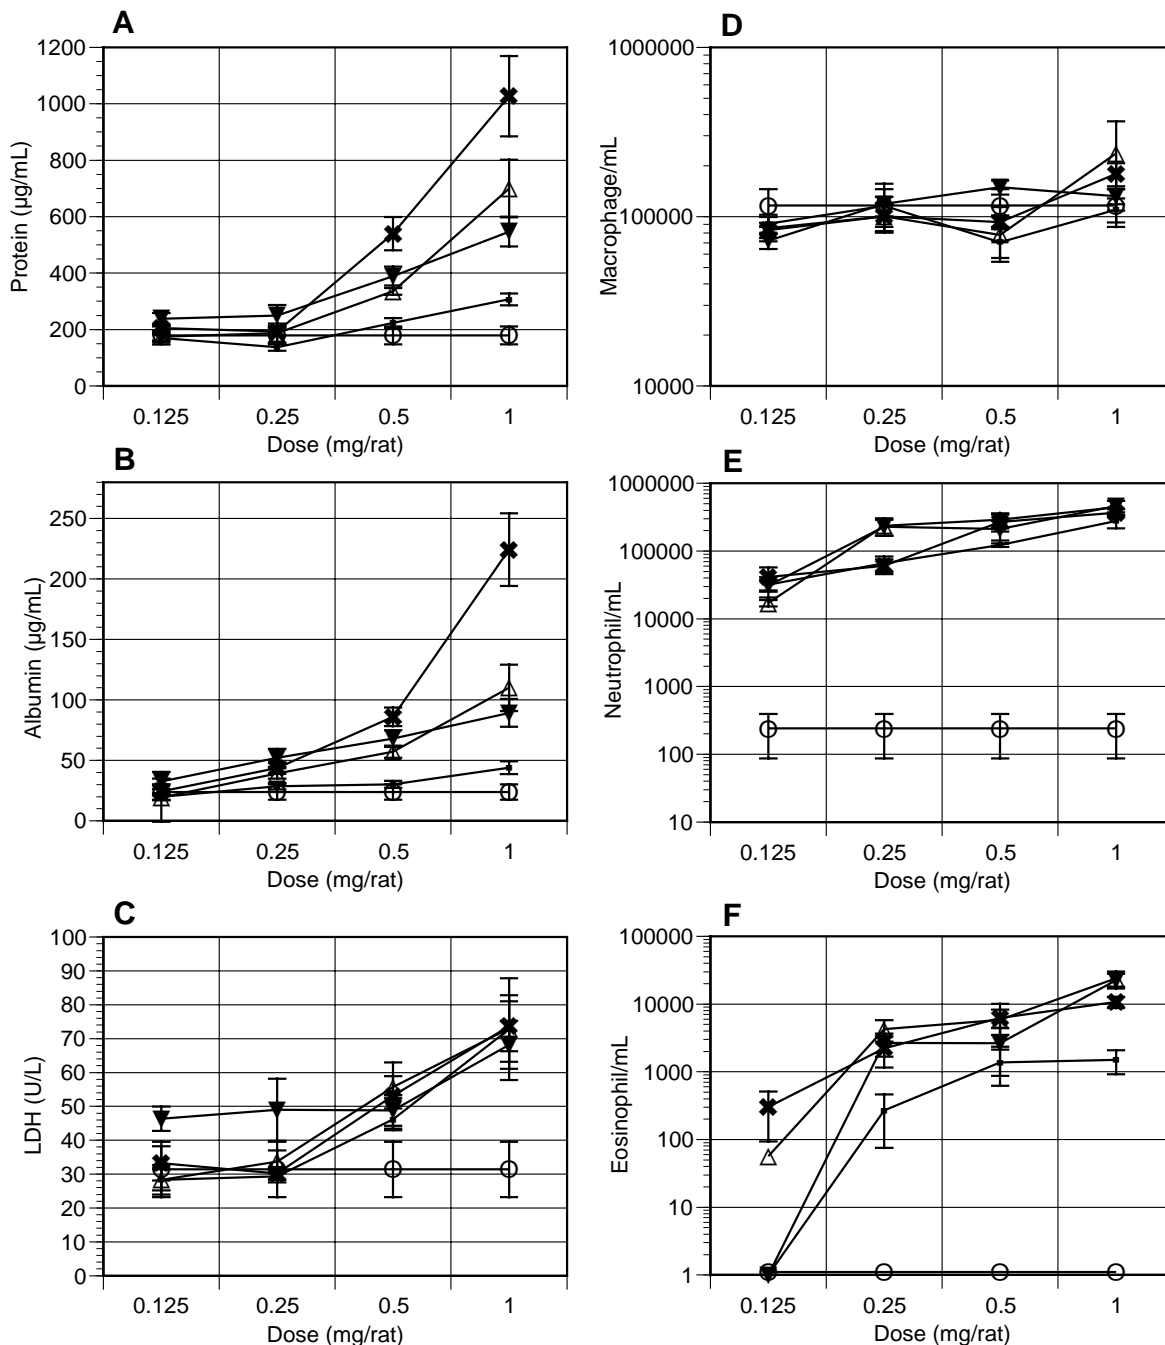 A
1200
1000
800
600
400
200
0
Protein (µg/mL)
0.125 0.25 0.5 1
Dose (mg/rat)
B
250
200
150
100
50
0
Albumin (µg/mL)
0.125 0.25 0.5 1
Dose (mg/rat)
C
100
90
80
70
60
50
40
30
20
10
0
LDH (U/L)
0.125 0.25 0.5 1
Dose (mg/rat)
D
1000000
100000
10000
Macrophage/mL
0.125 0.25 0.5 1
Dose (mg/rat)
E
1000000
100000
10000
1000
100
10
Neutrophil/mL
0.125 0.25 0.5 1
Dose (mg/rat)
F
100000
10000
1000
100
10
1
1
Eosinophil/mL
0.125 0.25 0.5 1
Dose (mg/rat)